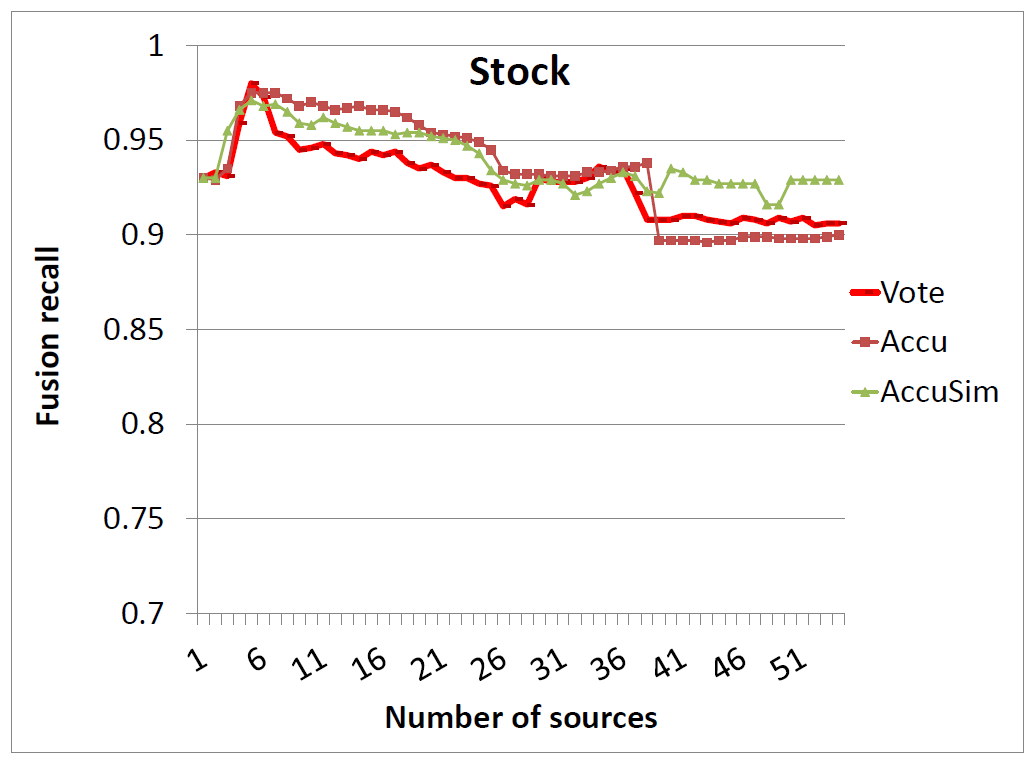 Stock
1
0.95
0.9
0.85
0.8
0.75
0.7
Fusion recall
1 6 11 16 21 26 31 36 41 46 51
Number of sources
Vote
Accu
AccuSim